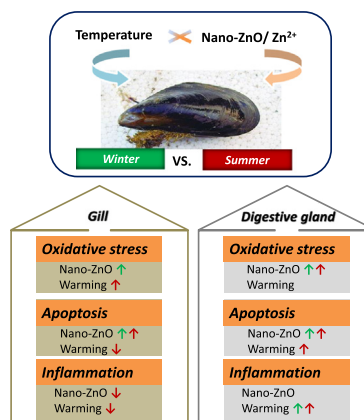 Temperature Nano-ZnO/ Zn²⁺
Winter VS. Summer
Gill
Oxidative stress
Nano-ZnO ↑
Warming ↑
Apoptosis
Nano-ZnO ↑↑
Warming ↓
Inflammation
Nano-ZnO ↓
Warming ↓
Digestive gland
Oxidative stress
Nano-ZnO ↑↑
Warming
Apoptosis
Nano-ZnO ↑↑
Warming ↑
Inflammation
Nano-ZnO
Warming ↑↑